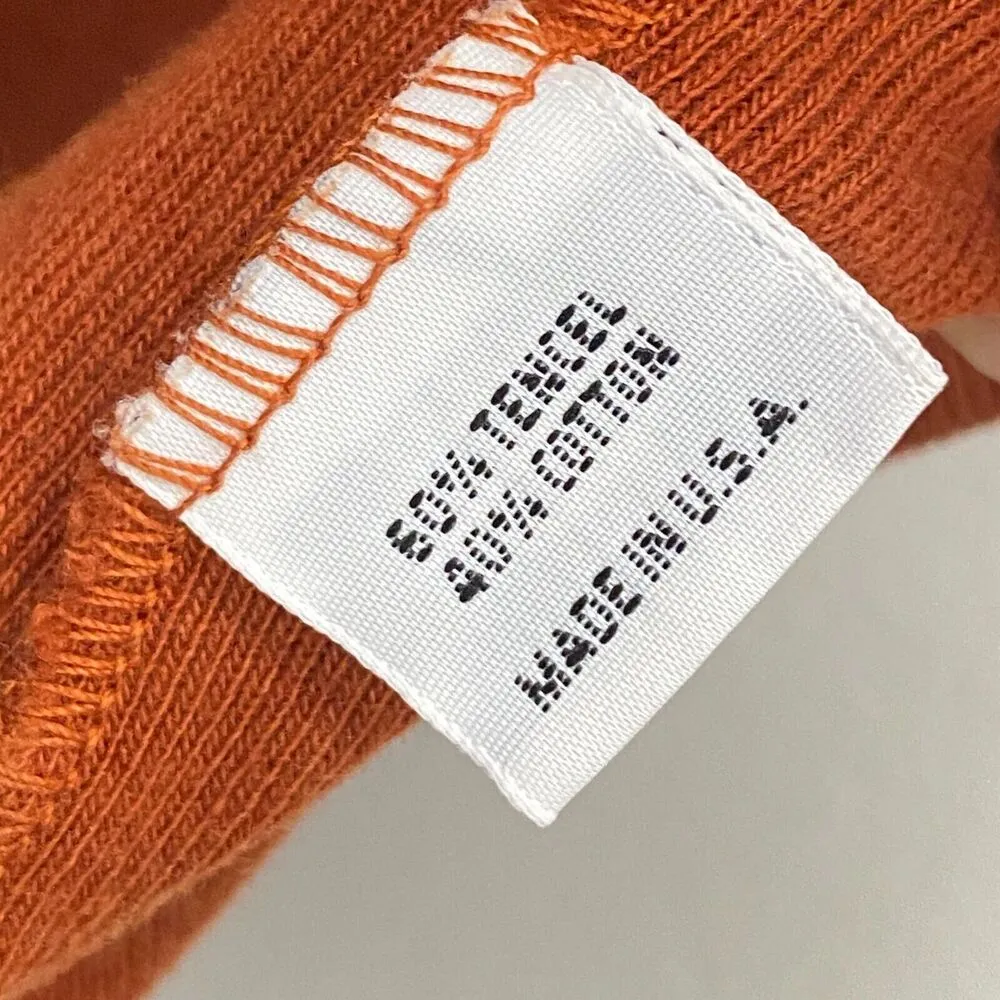 60% TENCEL
40% COTTON
MADE IN U.S.A.